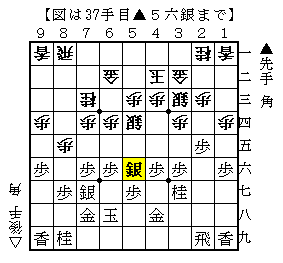 【図は37手目▲５六銀まで】
9 8 7 6 5 4 3 2 1
香 飛 桂 香 一
金 王 金 二
桂 歩 歩 銀 歩 三
歩 歩 歩 銀 歩 歩 四
歩 歩 五
歩 歩 歩 銀 歩 歩 歩 六
歩 銀 歩 桂 七
金 玉 金 八
香 桂 飛 香 九
▲先手 角
△後手 角